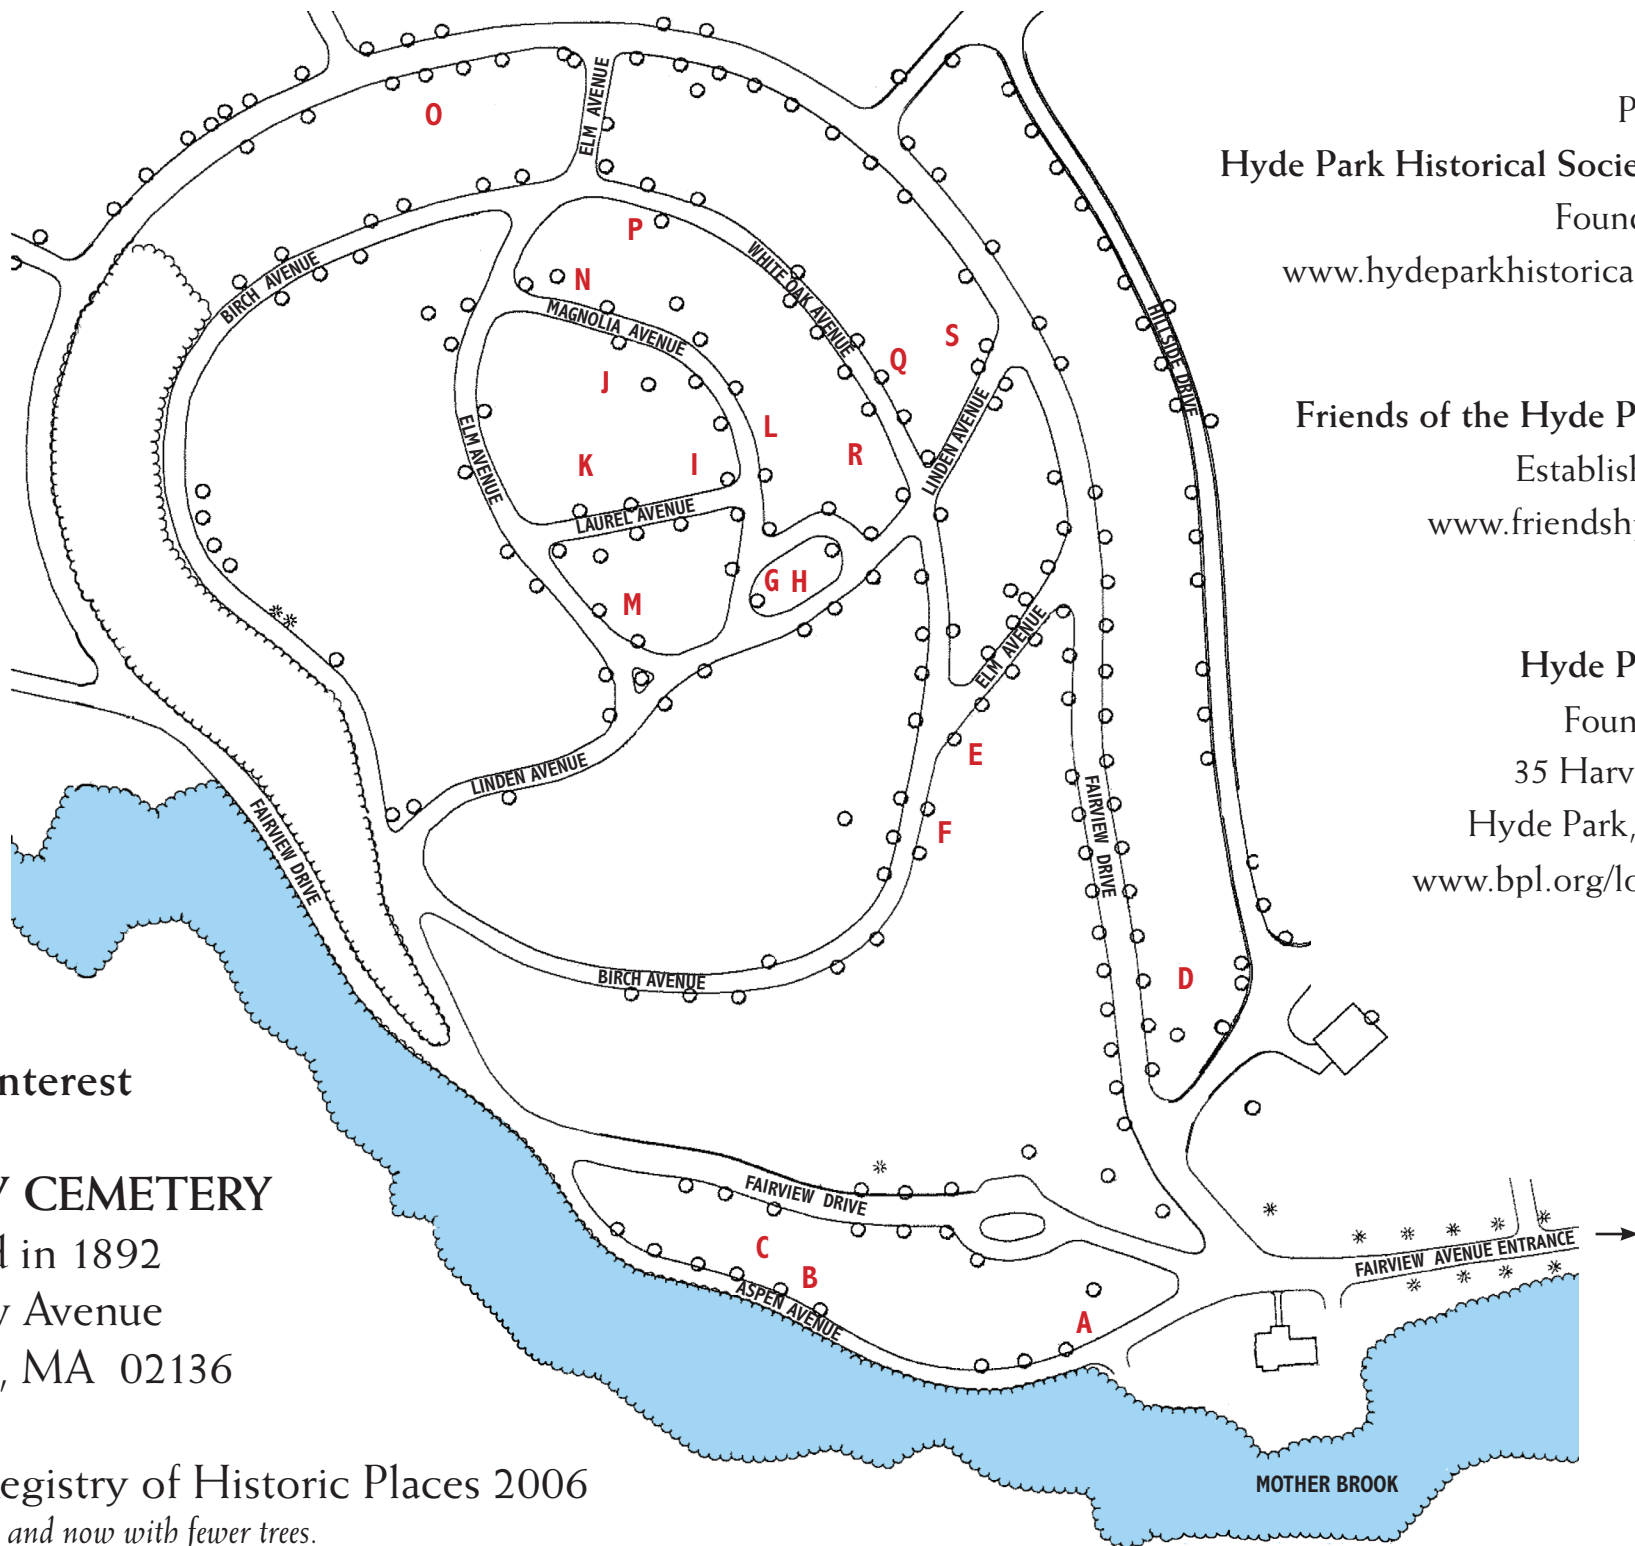 P
Hyde Park Historical Socie
Found
www.hydeparkhistorica
Friends of the Hyde P
Establish
www.friendshy
Hyde P
Foun
35 Harv
Hyde Park,
www.bpl.org/lo
O
ELM AVENUE
P
N
BIRCH AVENUE
WHITE OAK AVENUE
MAGNOLIA AVENUE
HILLSIDE DRIVE
S
Q
J
L
ELM AVENUE
LINDEN AVENUE
K
I
R
LAUREL AVENUE
G H
M
ELM AVENUE
E
LINDEN AVENUE
F
FAIRVIEW DRIVE
FAIRVIEW DRIVE
BIRCH AVENUE
D
FAIRVIEW DRIVE
C
B
ASPEN AVENUE
A
FAIRVIEW AVENUE ENTRANCE
MOTHER BROOK
nterest
CEMETERY
d in 1892
Avenue
, MA 02136
egistry of Historic Places 2006
and now with fewer trees.